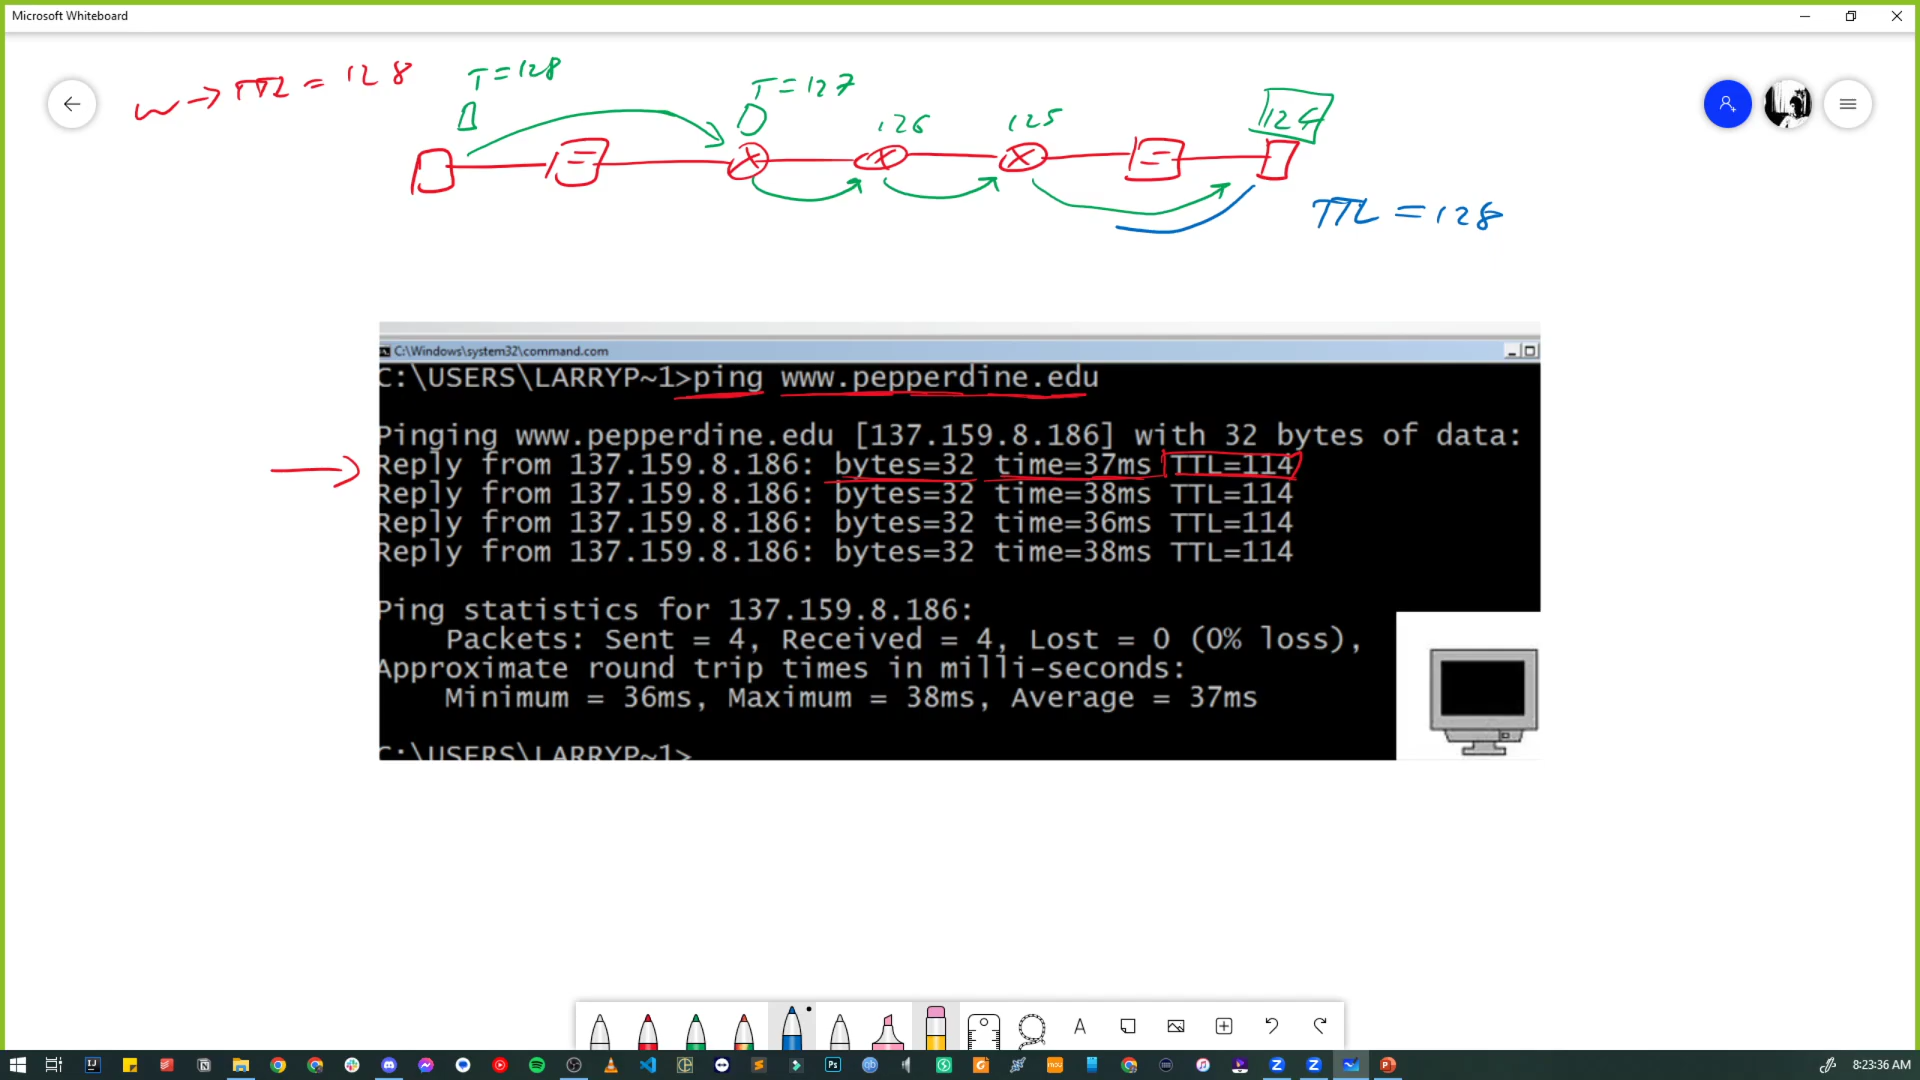 Microsoft Whiteboard
W → TTL = 128
T=128
T=127
126
125
124
TTL =128
C:\Windows\system32\command.com
C:\USERS\LARRYP~1>ping www.pepperdine.edu
Pinging www.pepperdine.edu [137.159.8.186] with 32 bytes of data:
Reply from 137.159.8.186: bytes=32 time=37ms TTL=114
Reply from 137.159.8.186: bytes=32 time=38ms TTL=114
Reply from 137.159.8.186: bytes=32 time=36ms TTL=114
Reply from 137.159.8.186: bytes=32 time=38ms TTL=114
Ping statistics for 137.159.8.186:
Packets: Sent = 4, Received = 4, Lost = 0 (0% loss),
Approximate round trip times in milli-seconds:
Minimum = 36ms, Maximum = 38ms, Average = 37ms
C:\USERS\LARRYP~1>
A
8:23:36 AM